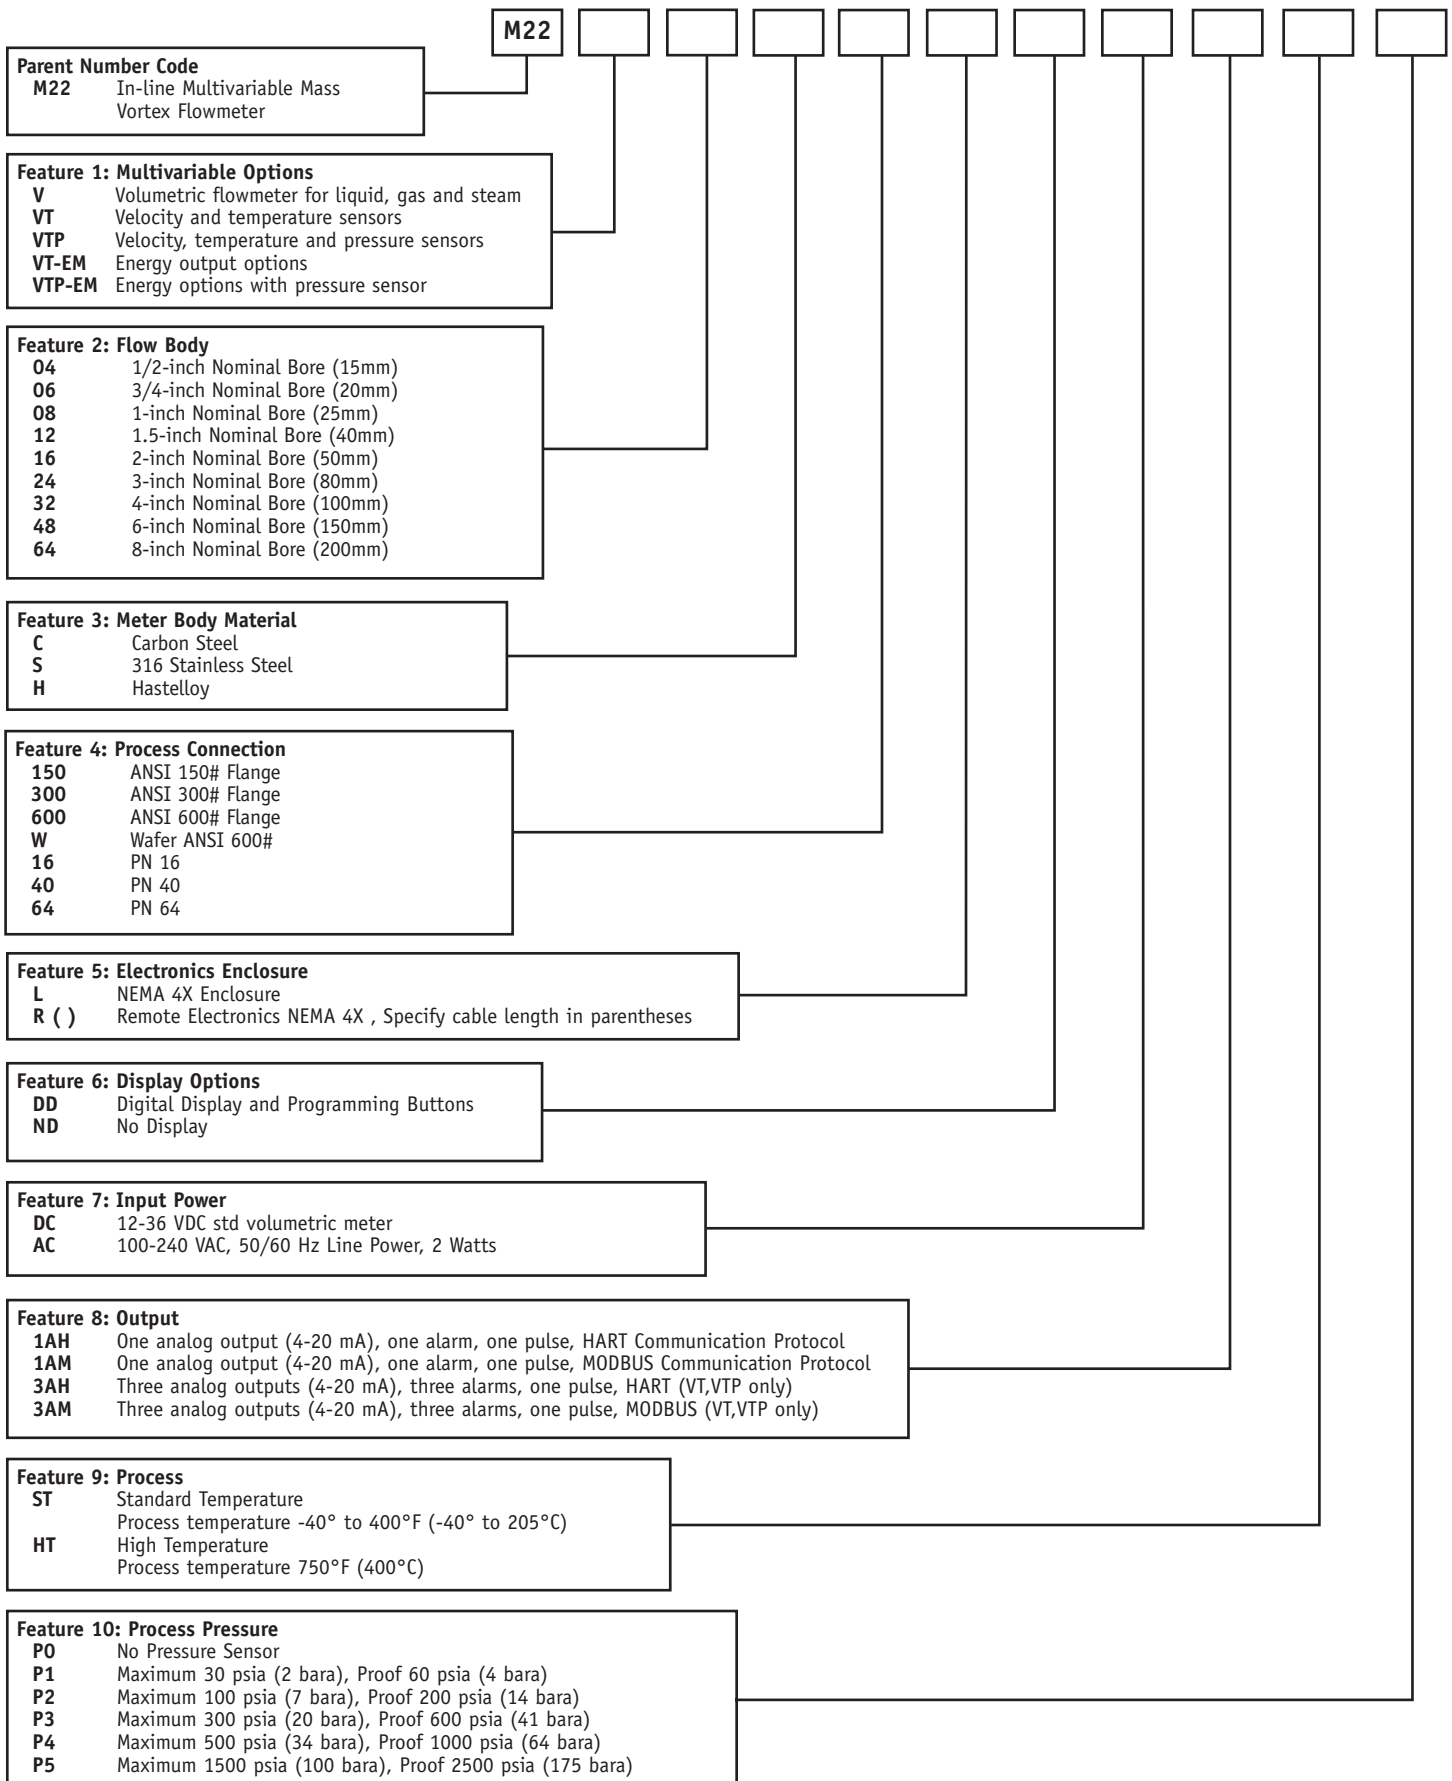 M22
Parent Number Code
M22 In-line Multivariable Mass
Vortex Flowmeter
Feature 1: Multivariable Options
V Volumetric flowmeter for liquid, gas and steam
VT Velocity and temperature sensors
VTP Velocity, temperature and pressure sensors
VT-EM Energy output options
VTP-EM Energy options with pressure sensor
Feature 2: Flow Body
04 1/2-inch Nominal Bore (15mm)
06 3/4-inch Nominal Bore (20mm)
08 1-inch Nominal Bore (25mm)
12 1.5-inch Nominal Bore (40mm)
16 2-inch Nominal Bore (50mm)
24 3-inch Nominal Bore (80mm)
32 4-inch Nominal Bore (100mm)
48 6-inch Nominal Bore (150mm)
64 8-inch Nominal Bore (200mm)
Feature 3: Meter Body Material
C Carbon Steel
S 316 Stainless Steel
H Hastelloy
Feature 4: Process Connection
150 ANSI 150# Flange
300 ANSI 300# Flange
600 ANSI 600# Flange
W Wafer ANSI 600#
16 PN 16
40 PN 40
64 PN 64
Feature 5: Electronics Enclosure
L NEMA 4X Enclosure
R ( ) Remote Electronics NEMA 4X , Specify cable length in parentheses
Feature 6: Display Options
DD Digital Display and Programming Buttons
ND No Display
Feature 7: Input Power
DC 12-36 VDC std volumetric meter
AC 100-240 VAC, 50/60 Hz Line Power, 2 Watts
Feature 8: Output
1AH One analog output (4-20 mA), one alarm, one pulse, HART Communication Protocol
1AM One analog output (4-20 mA), one alarm, one pulse, MODBUS Communication Protocol
3AH Three analog outputs (4-20 mA), three alarms, one pulse, HART (VT,VTP only)
3AM Three analog outputs (4-20 mA), three alarms, one pulse, MODBUS (VT,VTP only)
Feature 9: Process
ST Standard Temperature
Process temperature -40° to 400°F (-40° to 205°C)
HT High Temperature
Process temperature 750°F (400°C)
Feature 10: Process Pressure
P0 No Pressure Sensor
P1 Maximum 30 psia (2 bara), Proof 60 psia (4 bara)
P2 Maximum 100 psia (7 bara), Proof 200 psia (14 bara)
P3 Maximum 300 psia (20 bara), Proof 600 psia (41 bara)
P4 Maximum 500 psia (34 bara), Proof 1000 psia (64 bara)
P5 Maximum 1500 psia (100 bara), Proof 2500 psia (175 bara)